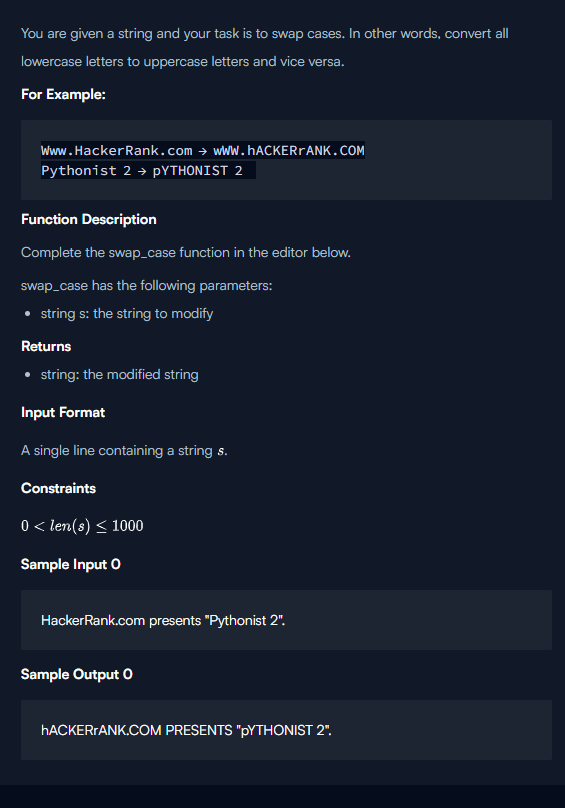 You are given a string and your task is to swap cases. In other words, convert all
lowercase letters to uppercase letters and vice versa.
For Example:
Www.HackerRank.com → wWW.hACKERrANK.COM
Pythonist 2 → pYTHONIST 2
Function Description
Complete the swap_case function in the editor below.
swap_case has the following parameters:
• string s: the string to modify
Returns
• string: the modified string
Input Format
A single line containing a string s.
Constraints
0 < len(s) ≤ 1000
Sample Input 0
HackerRank.com presents "Pythonist 2".
Sample Output 0
hACKERrANK.COM PRESENTS "pYTHONIST 2".